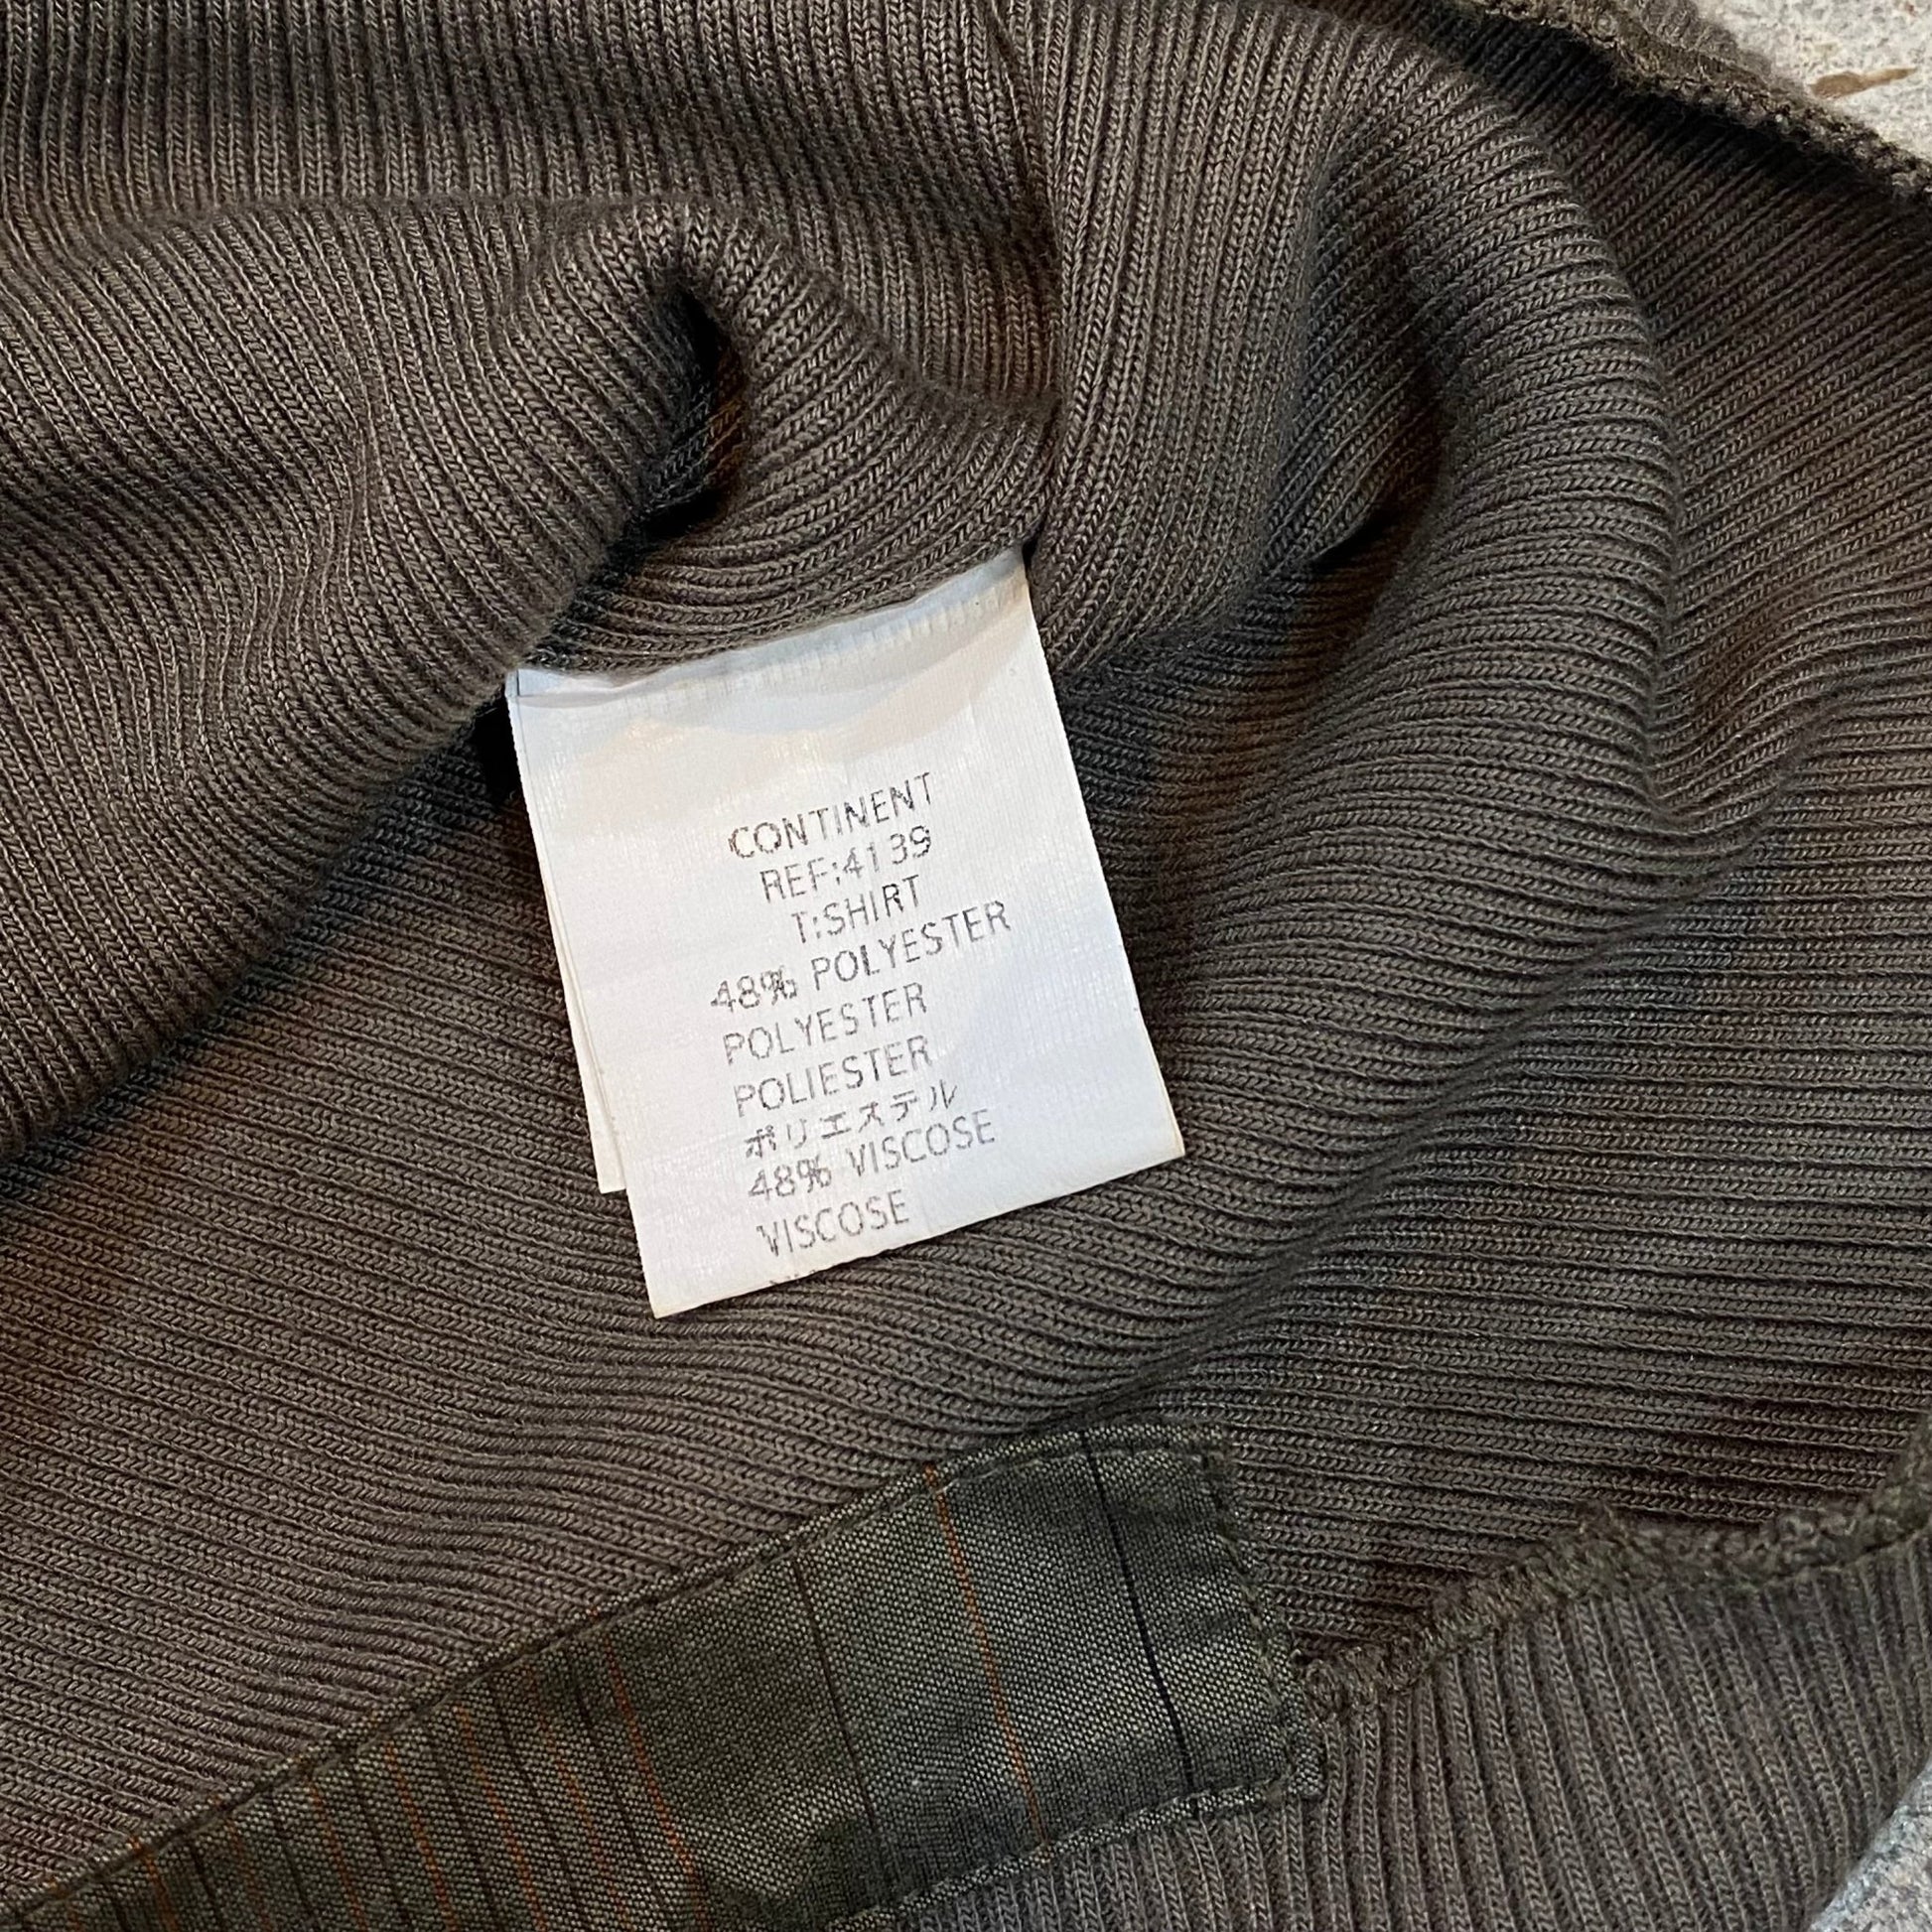 CONTINENT
REF:4139
T:SHIRT
48% POLYESTER
POLYESTER
POLIESTER
ポリエステル
48% VISCOSE
VISCOSE